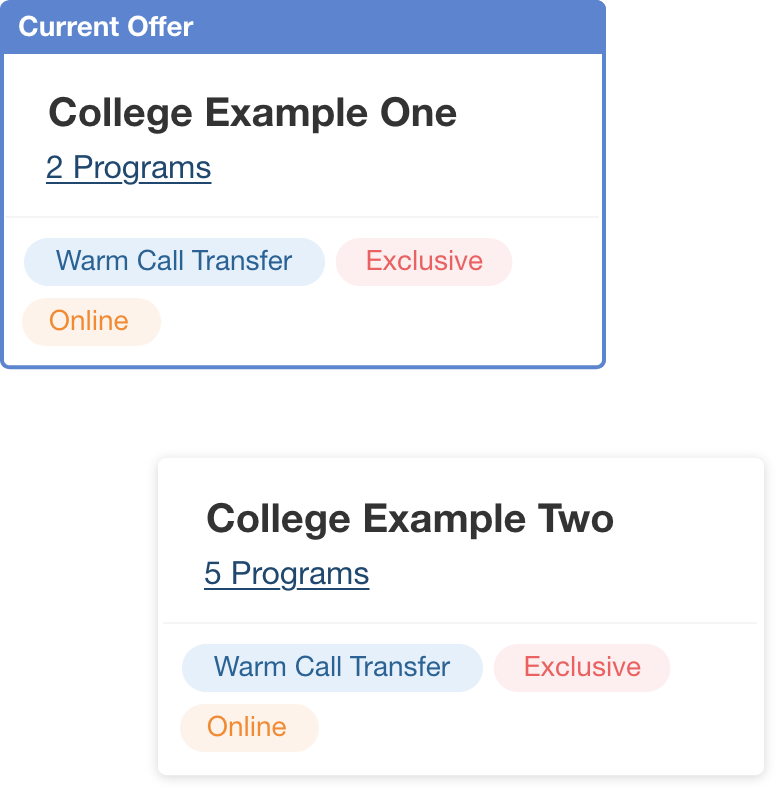 Current Offer
College Example One
2 Programs
Warm Call Transfer Exclusive
Online
College Example Two
5 Programs
Warm Call Transfer Exclusive
Online